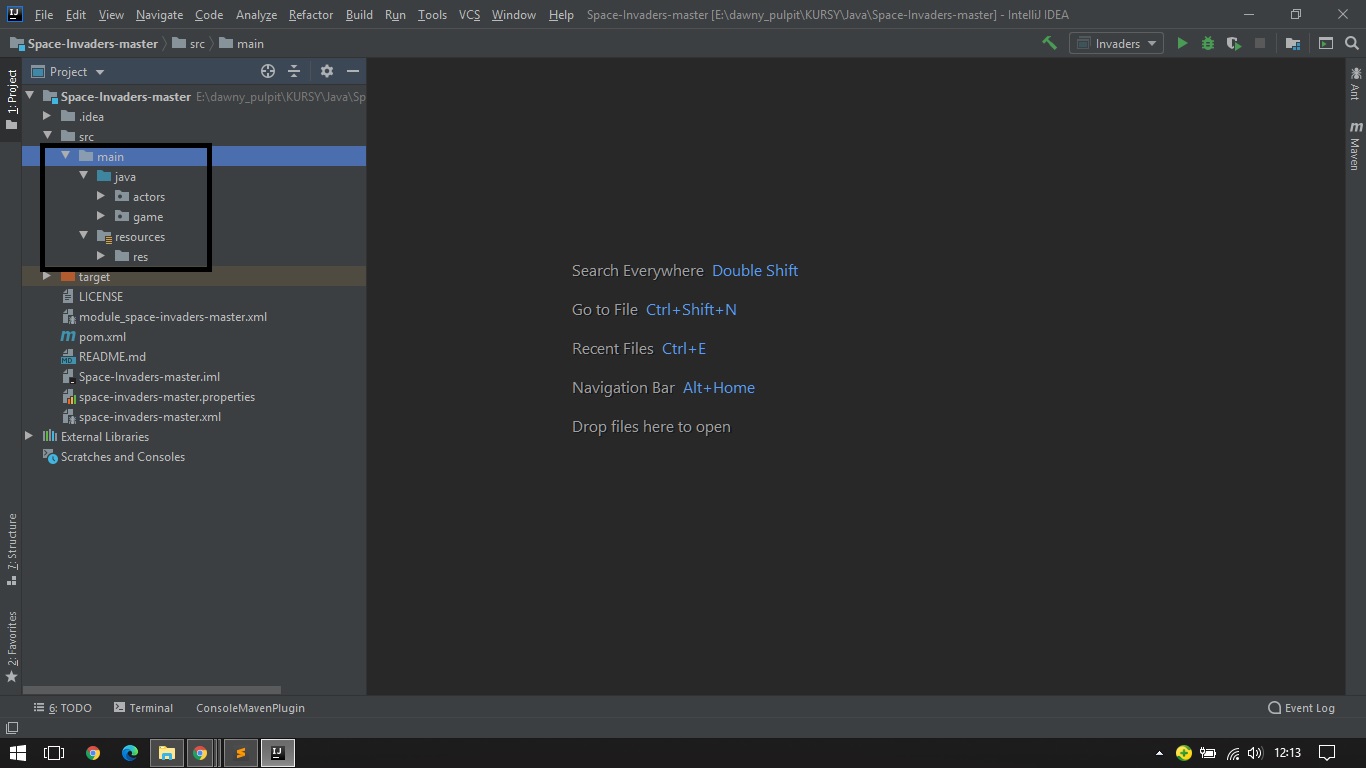 File Edit View Navigate Code Analyze Refactor Build Run Tools VCS Window Help Space-Invaders-master [E:\dawny_pulpit\KURSY\Java\Space-Invaders-master] - IntelliJ IDEA
Space-Invaders-master src main Invaders
1: Project
Project
Space-Invaders-master E:\dawny_pulpit\KURSY\Java\Sp
.idea
src
main
java
actors
game
resources
res
target
LICENSE
module_space-invaders-master.xml
pom.xml
README.md
Space-Invaders-master.iml
space-invaders-master.properties
space-invaders-master.xml
External Libraries
Scratches and Consoles
Search Everywhere Double Shift
Go to File Ctrl+Shift+N
Recent Files Ctrl+E
Navigation Bar Alt+Home
Drop files here to open
Ant
Maven
7: Structure
2: Favorites
6: TODO Terminal ConsoleMavenPlugin Event Log
12:13